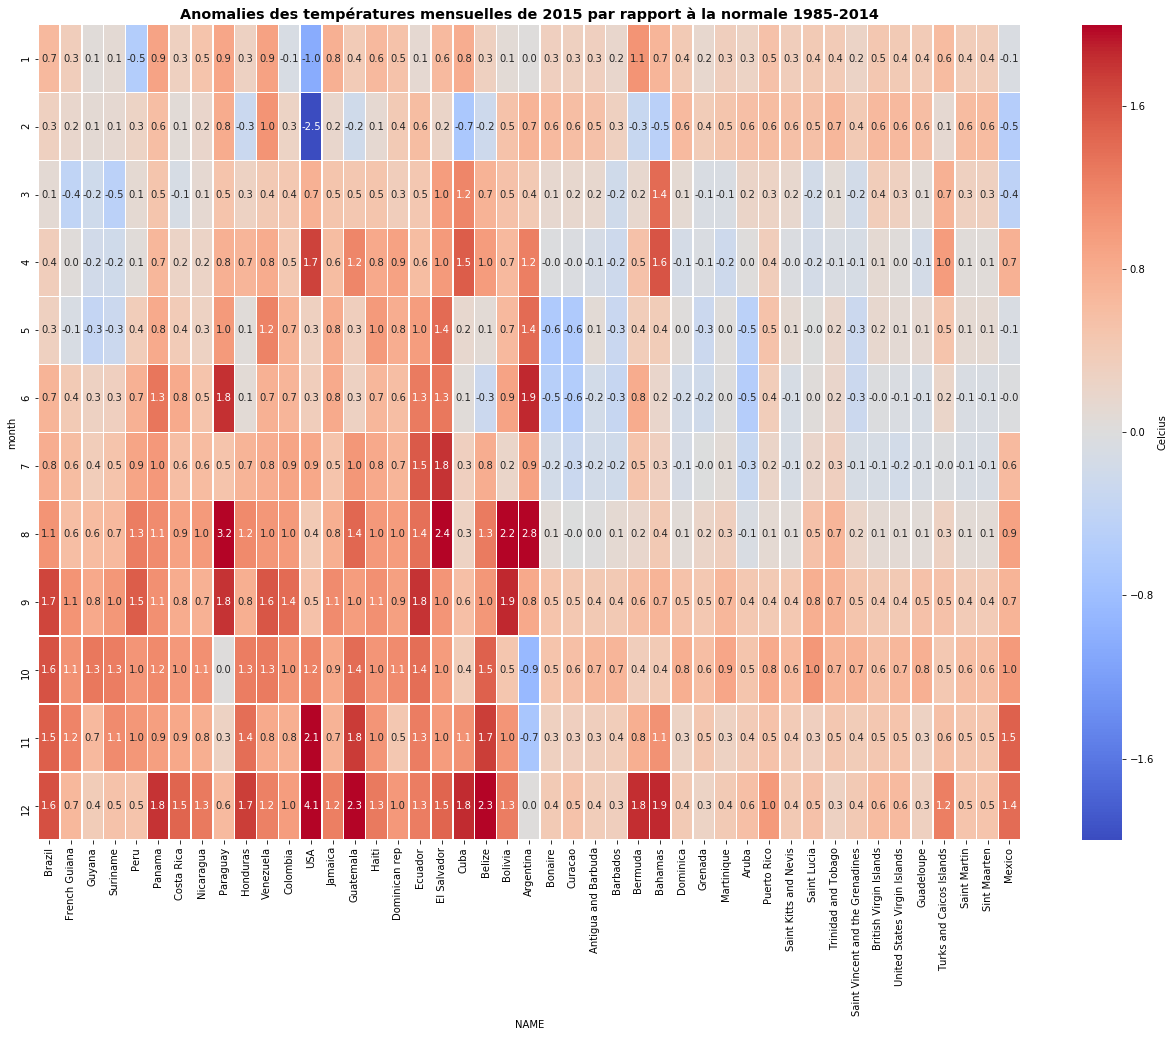 Anomalies des températures mensuelles de 2015 par rapport à la normale 1985-2014
1 0.7 0.3 0.1 0.1 -0.5 0.9 0.3 0.5 0.9 0.3 0.9 -0.1 -1.0 0.8 0.4 0.6 0.5 0.1 0.6 0.8 0.3 0.1 0.0 0.3 0.3 0.3 0.2 1.1 0.7 0.4 0.2 0.3 0.3 0.5 0.3 0.4 0.4 0.2 0.5 0.4 0.4 0.6 0.4 0.4 -0.1
2 0.3 0.2 0.1 0.1 0.3 0.6 0.1 0.2 0.8 -0.3 1.0 0.3 -2.5 0.2 -0.2 0.1 0.4 0.6 0.2 -0.7 -0.2 0.5 0.7 0.6 0.6 0.5 0.3 -0.3 -0.5 0.6 0.4 0.5 0.6 0.6 0.6 0.5 0.7 0.4 0.6 0.6 0.6 0.1 0.6 0.6 -0.5
3 0.1 -0.4 -0.2 -0.5 0.1 0.5 -0.1 0.1 0.5 0.3 0.4 0.4 0.7 0.5 0.5 0.5 0.3 0.5 1.0 1.2 0.7 0.5 0.4 0.1 0.2 0.2 -0.2 0.2 1.4 0.1 -0.1 -0.1 0.2 0.3 0.2 -0.2 0.1 -0.2 0.4 0.3 0.1 0.7 0.3 0.3 -0.4
4 0.4 0.0 -0.2 -0.2 0.1 0.7 0.2 0.2 0.8 0.7 0.8 0.5 1.7 0.6 1.2 0.8 0.9 0.6 1.0 1.5 1.0 0.7 1.2 -0.0 -0.0 -0.1 -0.2 0.5 1.6 -0.1 -0.1 -0.2 0.0 0.4 -0.0 -0.2 -0.1 -0.1 0.1 0.0 -0.1 1.0 0.1 0.1 0.7
5 0.3 -0.1 -0.3 -0.3 0.4 0.8 0.4 0.3 1.0 0.1 1.2 0.7 0.3 0.8 0.3 1.0 0.8 1.0 1.4 0.2 0.1 0.7 1.4 -0.6 -0.6 0.1 -0.3 0.4 0.4 0.0 -0.3 0.0 -0.5 0.5 0.1 -0.0 0.2 -0.3 0.2 0.1 0.1 0.5 0.1 0.1 -0.1
6 0.7 0.4 0.3 0.3 0.7 1.3 0.8 0.5 1.8 0.1 0.7 0.7 0.4 0.8 0.3 0.7 0.6 1.3 1.3 0.1 -0.3 0.9 1.9 -0.5 -0.6 -0.2 -0.3 0.8 0.2 -0.2 -0.2 0.0 -0.5 0.4 -0.1 0.0 0.2 -0.3 -0.0 -0.1 -0.1 0.2 -0.1 -0.1 -0.0
7 0.8 0.6 0.4 0.5 0.9 1.0 0.6 0.6 0.5 0.7 0.8 0.9 0.9 0.5 1.0 0.8 0.7 1.5 1.8 0.3 0.8 0.2 0.9 -0.2 -0.3 -0.2 -0.2 0.5 0.3 -0.1 -0.0 0.1 -0.3 0.2 -0.1 0.2 0.3 -0.1 -0.1 -0.2 -0.1 -0.0 -0.1 -0.1 0.6
8 1.1 0.6 0.6 0.7 1.3 1.1 0.9 1.0 3.2 1.2 1.0 1.0 0.4 0.8 1.4 1.0 1.0 1.4 2.4 0.3 1.3 2.2 2.8 0.1 -0.0 -0.0 0.1 0.2 0.4 0.1 0.2 0.3 -0.1 0.1 0.1 0.5 0.7 0.2 0.1 0.1 0.1 0.3 0.1 0.1 0.9
9 1.7 1.1 0.8 1.0 1.5 1.1 0.8 0.7 1.8 0.8 1.6 1.4 0.5 1.1 1.0 1.1 0.9 1.8 1.0 0.6 1.0 1.9 0.8 0.5 0.5 0.4 0.4 0.6 0.7 0.5 0.5 0.7 0.4 0.4 0.4 0.8 0.7 0.5 0.4 0.4 0.5 0.5 0.4 0.4 0.7
10 1.6 1.1 1.3 1.3 1.0 1.2 1.0 1.1 0.0 1.3 1.3 1.0 1.2 0.9 1.4 1.0 1.1 1.4 1.0 0.4 1.5 0.5 -0.9 0.5 0.6 0.7 0.7 0.4 0.4 0.8 0.6 0.9 0.5 0.8 0.6 1.0 0.7 0.7 0.6 0.7 0.8 0.5 0.6 0.6 1.0
11 1.5 1.2 0.7 1.1 1.0 0.9 0.9 0.8 0.3 1.4 0.8 0.8 2.1 0.7 1.8 1.0 0.5 1.3 1.0 1.1 1.7 1.0 -0.7 0.3 0.3 0.3 0.4 0.8 1.1 0.3 0.5 0.3 0.4 0.5 0.4 0.3 0.5 0.4 0.5 0.5 0.3 0.6 0.5 0.5 1.5
12 1.6 0.7 0.4 0.5 0.5 1.8 1.5 1.3 0.6 1.7 1.2 1.0 4.1 1.2 2.3 1.3 1.0 1.3 1.5 1.8 2.3 1.3 0.0 0.4 0.5 0.4 0.3 1.8 1.9 0.4 0.3 0.4 0.6 1.0 0.4 0.5 0.3 0.4 0.6 0.6 0.3 1.2 0.5 0.5 1.4
month
Brazil
French Guiana
Guyana
Suriname
Peru
Panama
Costa Rica
Nicaragua
Paraguay
Honduras
Venezuela
Colombia
USA
Jamaica
Guatemala
Haiti
Dominican rep
Ecuador
El Salvador
Cuba
Belize
Bolivia
Argentina
Bonaire
Curacao
Antigua and Barbuda
Barbados
Bermuda
Bahamas
Dominica
Grenada
Martinique
Aruba
Puerto Rico
Saint Kitts and Nevis
Saint Lucia
Trinidad and Tobago
Saint Vincent and the Grenadines
British Virgin Islands
United States Virgin Islands
Guadeloupe
Turks and Caicos Islands
Saint Martin
Sint Maarten
Mexico
NAME
1.6
0.8
0.0
−0.8
−1.6
Celcius